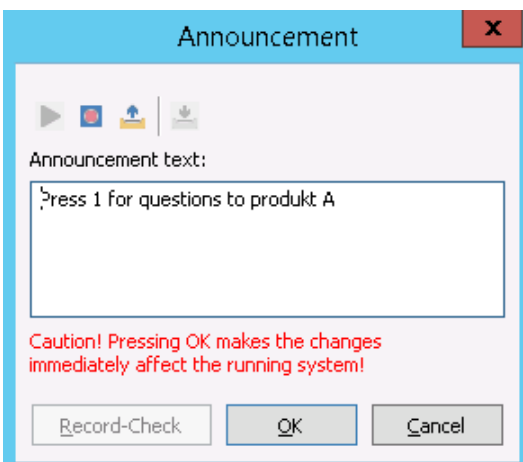 Announcement
x
Announcement text:
Press 1 for questions to produkt A
Caution! Pressing OK makes the changes
immediately affect the running system!
Record-Check
OK
Cancel